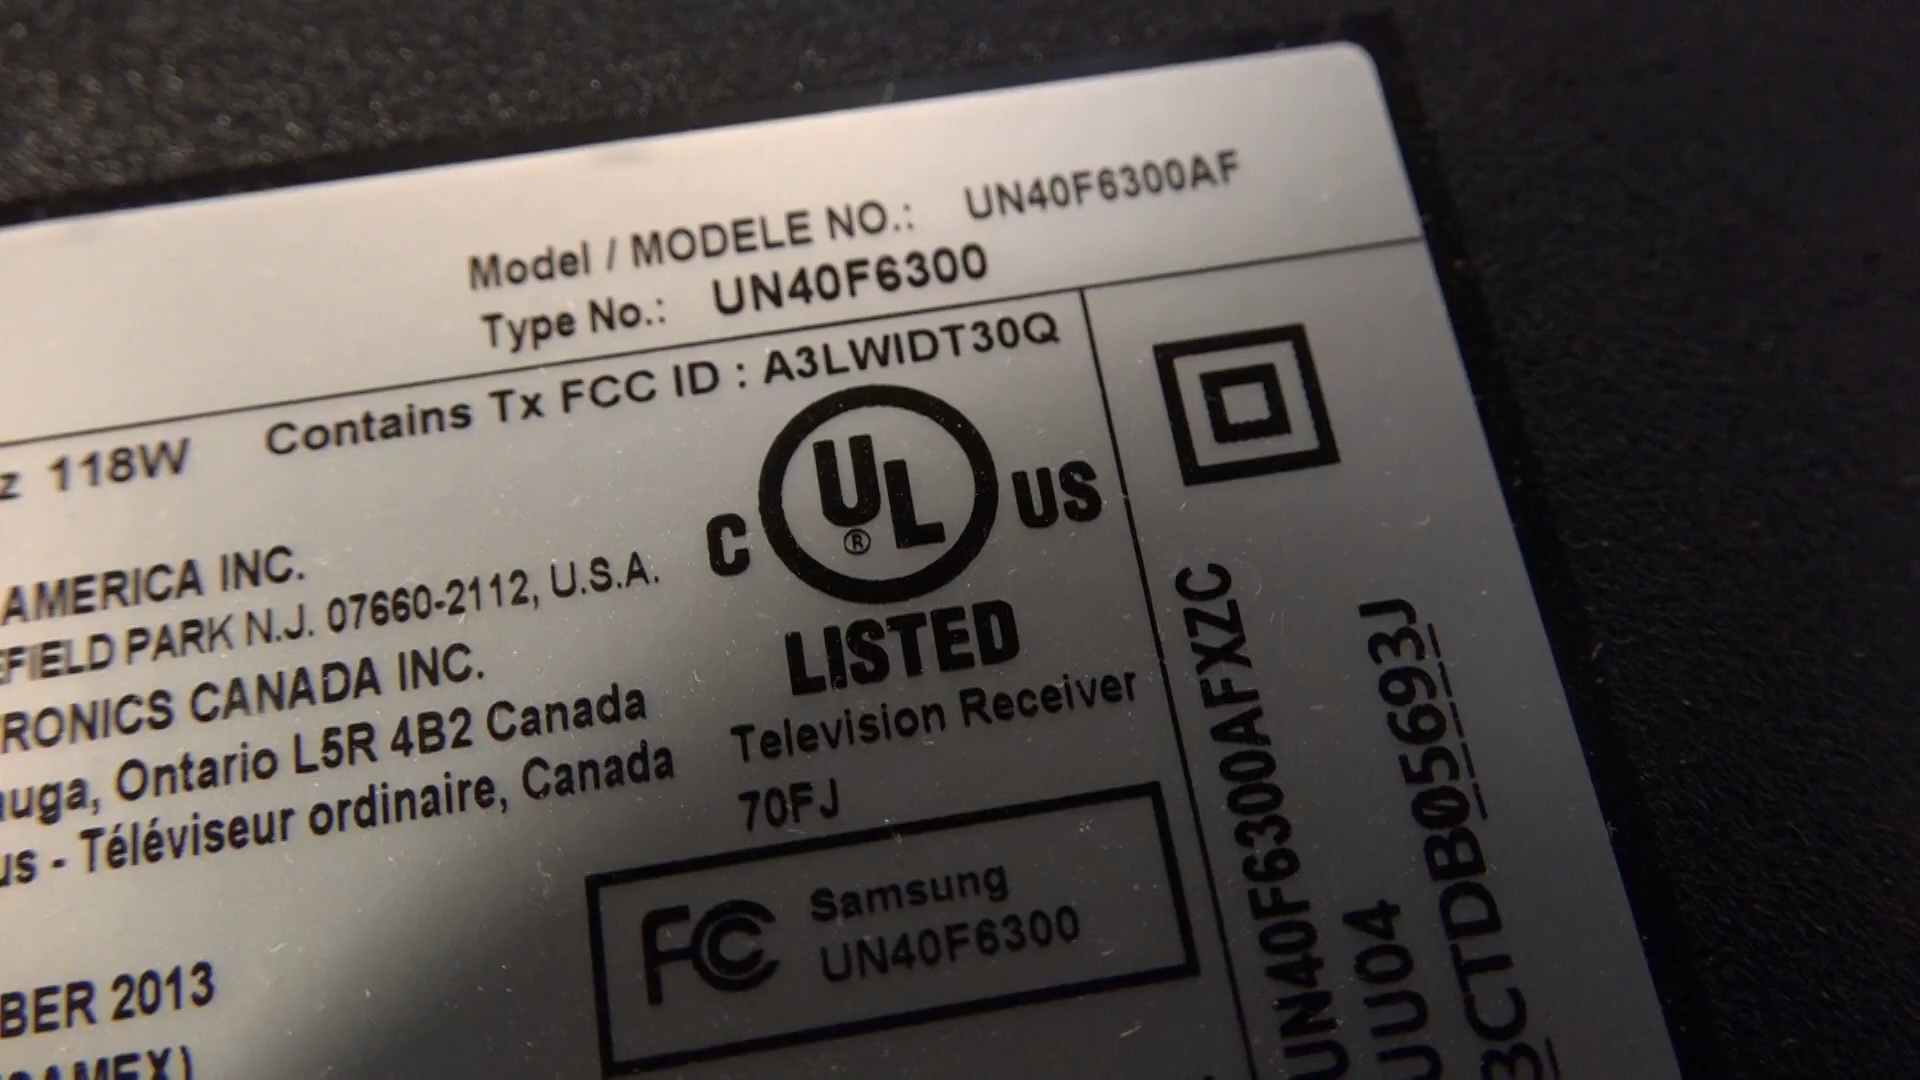 Model / MODELE NO.: UN40F6300AF
Type No.: UN40F6300
z 118W Contains Tx FCC ID : A3LWIDT30Q
C UL® US
LISTED
Television Receiver
70FJ
AMERICA INC.
FIELD PARK N.J. 07660-2112, U.S.A.
RONICS CANADA INC.
uga, Ontario L5R 4B2 Canada
us - Téléviseur ordinaire, Canada
FC Samsung
UN40F6300
BER 2013
AMEX)
UN40F6300AFXZC
UU04
3CTDB05693J